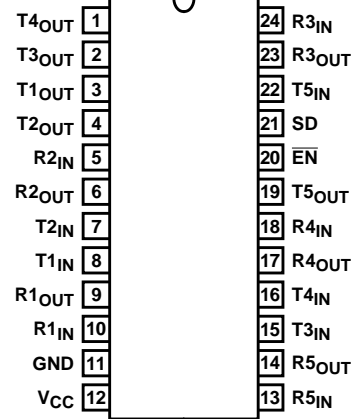 T4OUT 1 24 R3IN
T3OUT 2 23 R3OUT
T1OUT 3 22 T5IN
T2OUT 4 21 SD
R2IN 5 20 E̅N̅
R2OUT 6 19 T5OUT
T2IN 7 18 R4IN
T1IN 8 17 R4OUT
R1OUT 9 16 T4IN
R1IN 10 15 T3IN
GND 11 14 R5OUT
VCC 12 13 R5IN